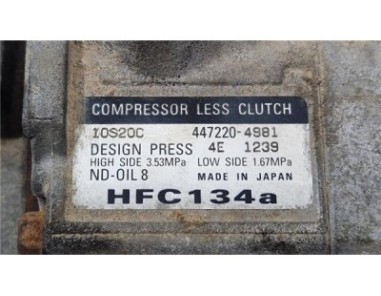 COMPRESSOR LESS CLUTCH
10S20C 447220-4981
DESIGN PRESS 4E 1239
HIGH SIDE 3.53MPa LOW SIDE 1.67MPa
ND-OIL 8 MADE IN JAPAN
HFC134a